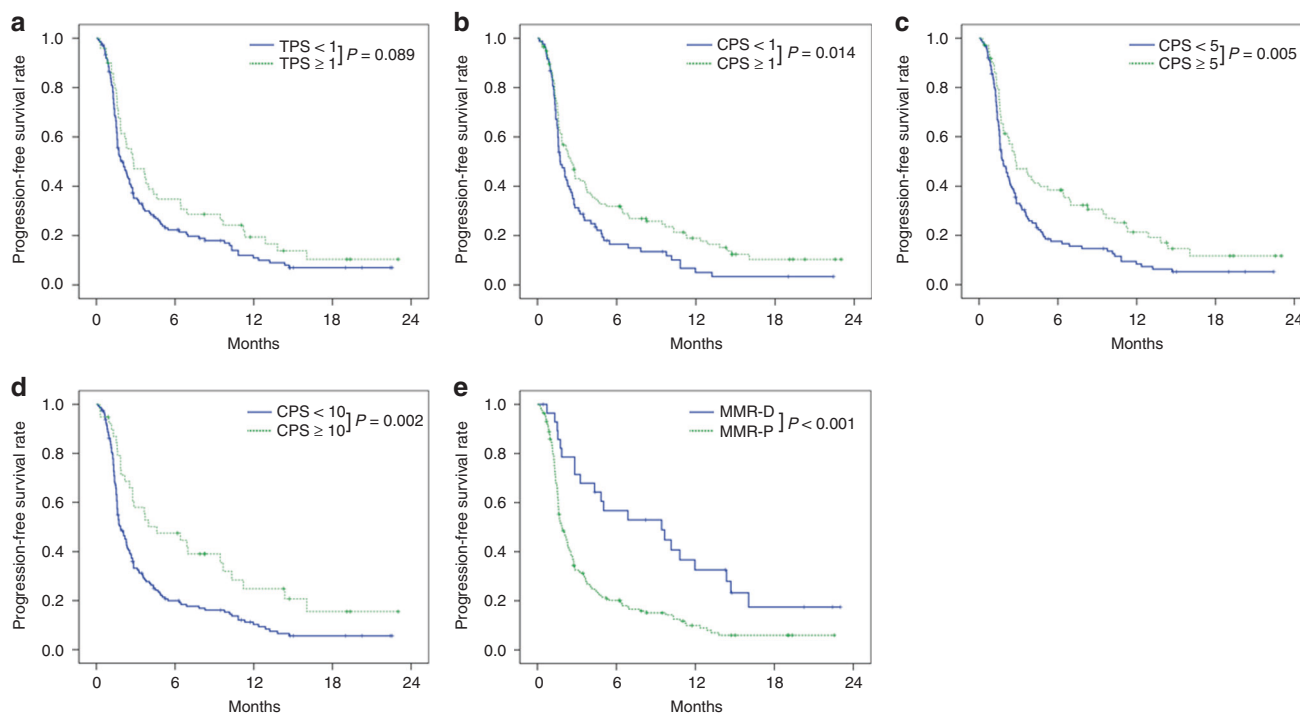 a
TPS < 1
TPS ≥ 1
P = 0.089
Progression-free survival rate
1.0
0.8
0.6
0.4
0.2
0.0
0 6 12 18 24
Months
b
CPS < 1
CPS ≥ 1
P = 0.014
Progression-free survival rate
1.0
0.8
0.6
0.4
0.2
0.0
0 6 12 18 24
Months
c
CPS < 5
CPS ≥ 5
P = 0.005
Progression-free survival rate
1.0
0.8
0.6
0.4
0.2
0.0
0 6 12 18 24
Months
d
CPS < 10
CPS ≥ 10
P = 0.002
Progression-free survival rate
1.0
0.8
0.6
0.4
0.2
0.0
0 6 12 18 24
Months
e
MMR-D
MMR-P
P < 0.001
Progression-free survival rate
1.0
0.8
0.6
0.4
0.2
0.0
0 6 12 18 24
Months